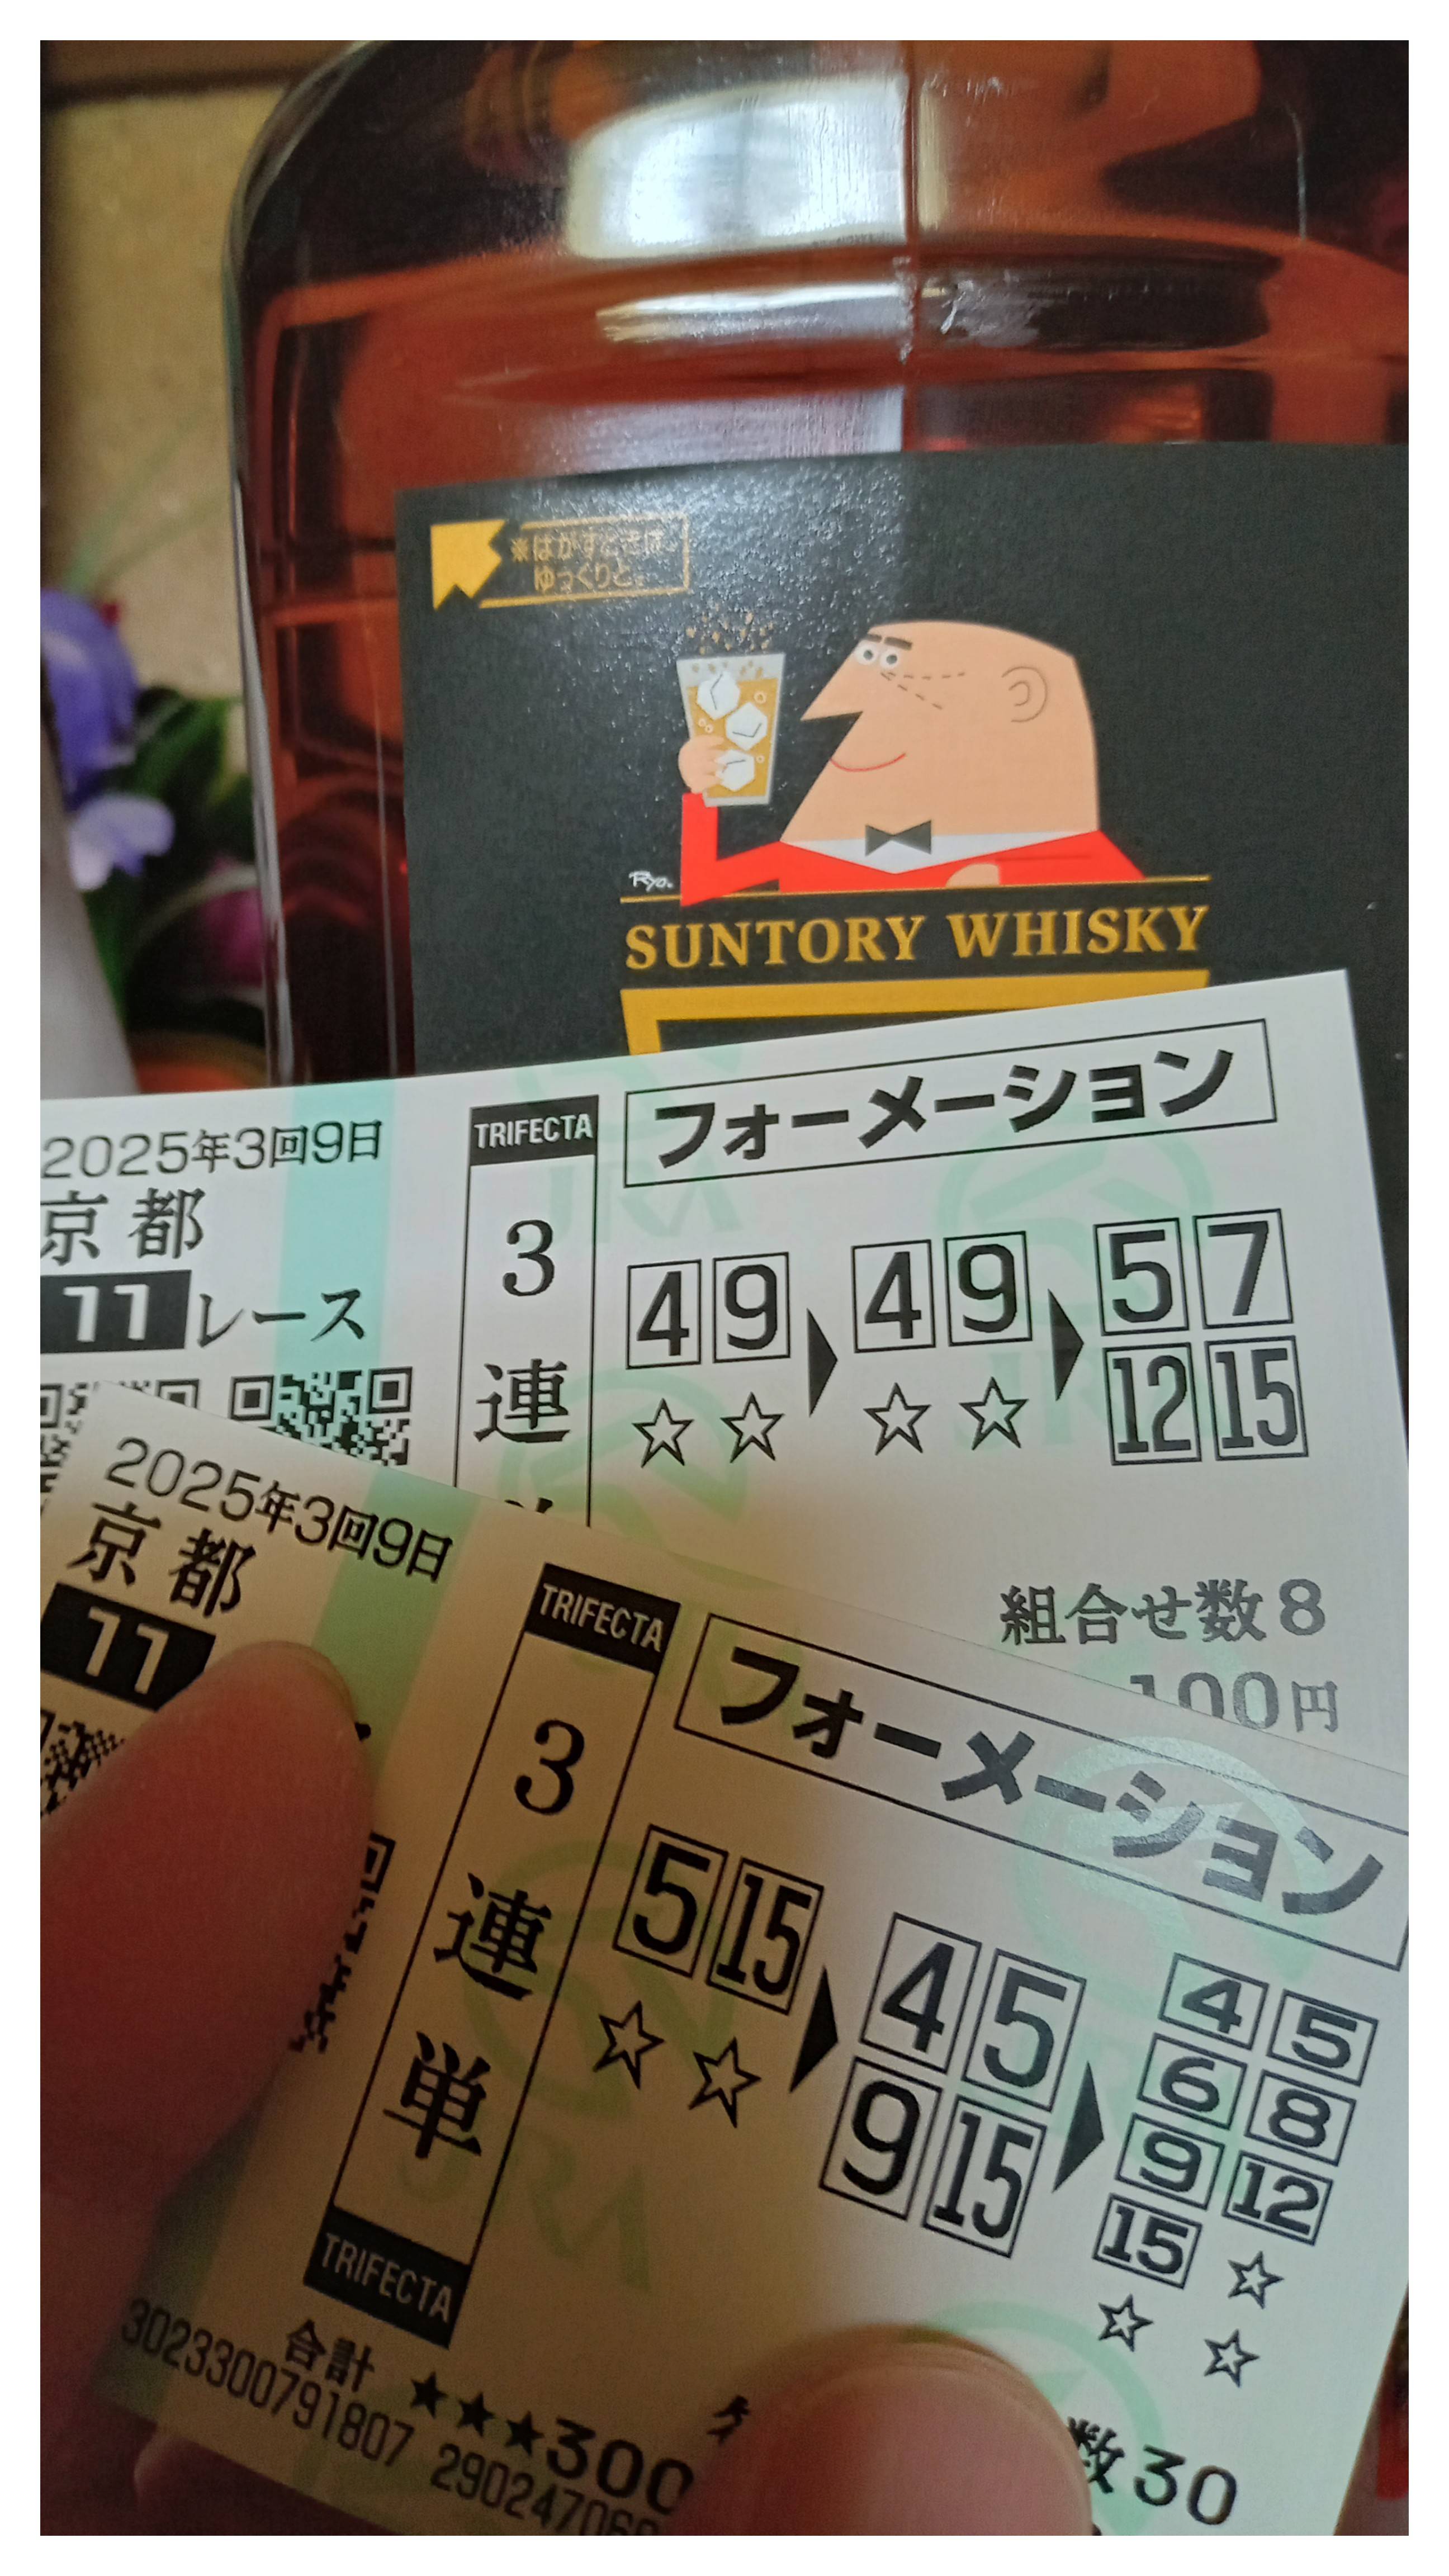 ※はがすときは
ゆっくりと。
Ryo.
SUNTORY WHISKY
2025年3回9日
京都
11レース
TRIFECTA
3連
フォーメーション
4 9 ▶ 4 9 ▶ 5 7
☆☆ ☆☆ 12 15
組合せ数8
100円
JRA
2025年3回9日
京都
11
TRIFECTA
3連単
TRIFECTA
フォーメーション
5 15 ▶ 4 5 ▶ 4 5
☆☆ 9 15 6 8
9 12
15 ☆
☆ ☆
数30
合計 ★★★300
3023300791807 290247060